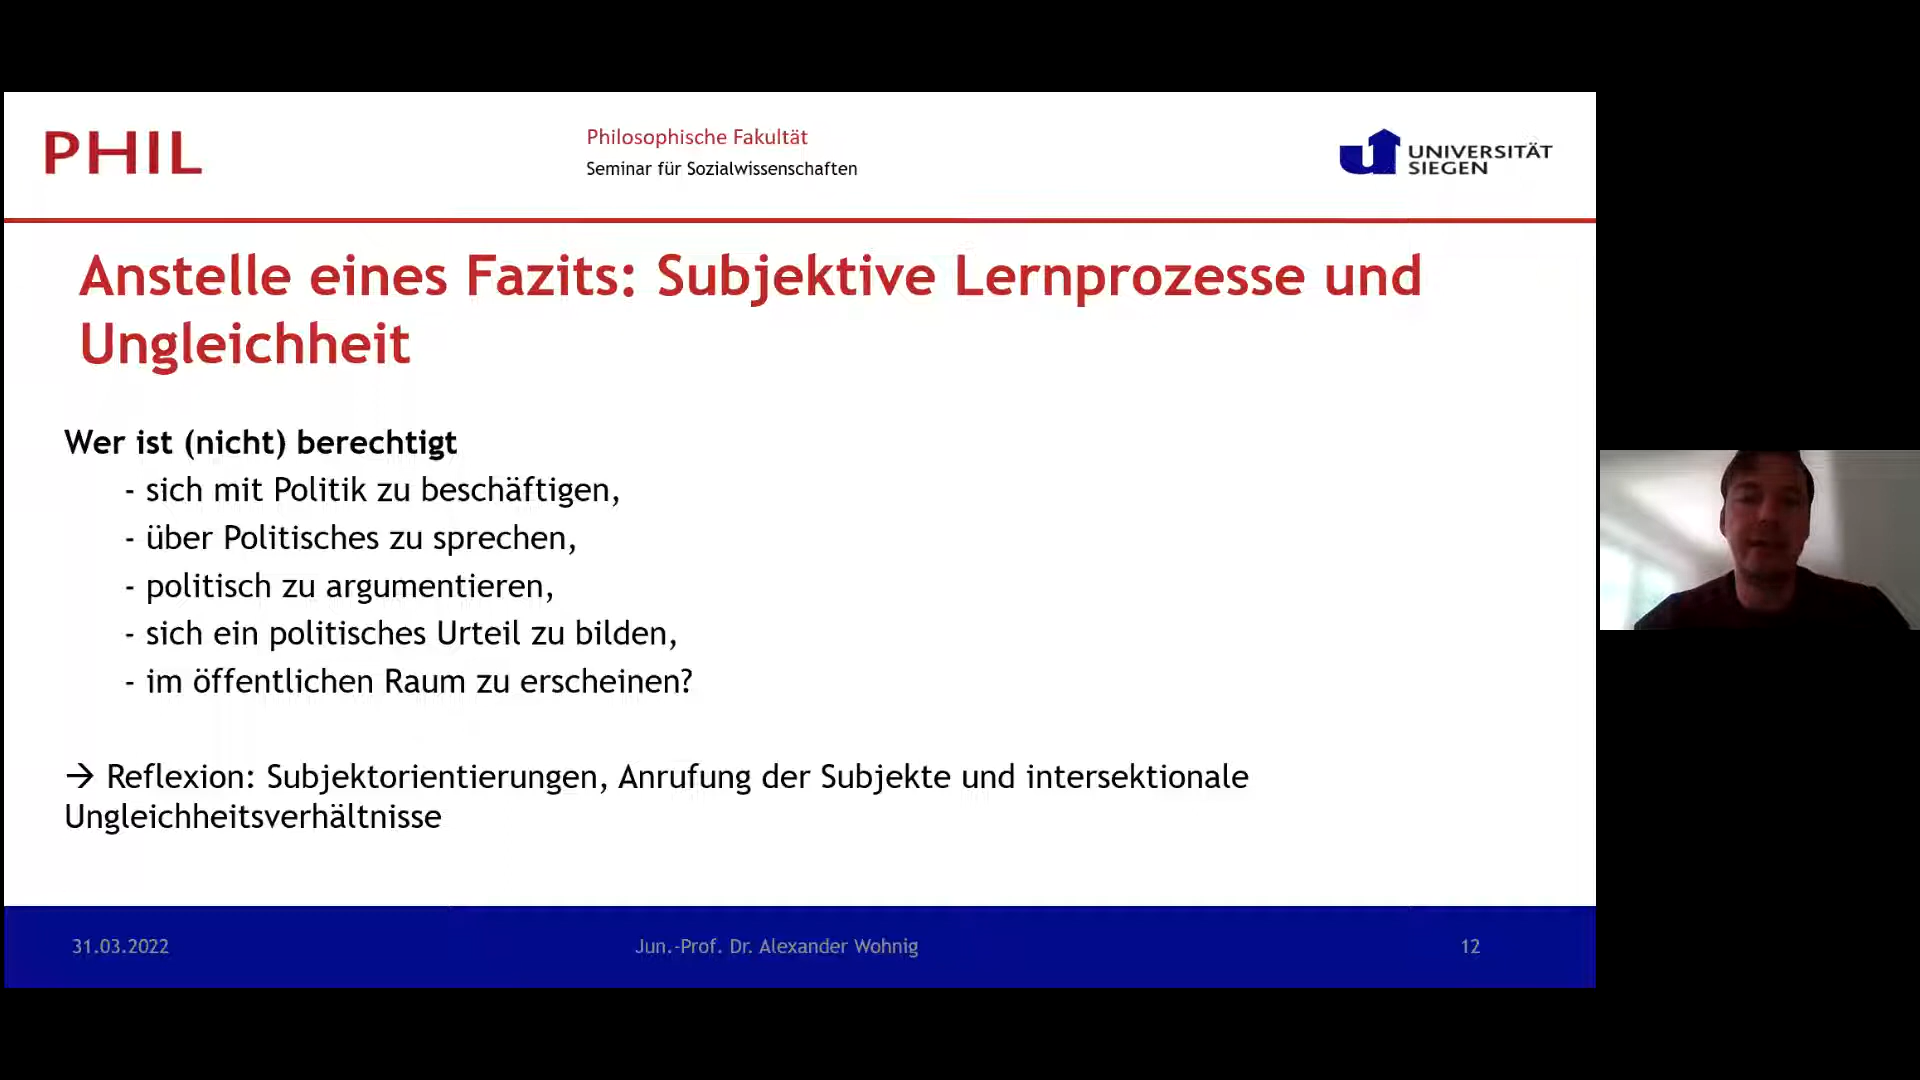 PHIL
Philosophische Fakultät
Seminar für Sozialwissenschaften
UNIVERSITÄT
SIEGEN
Anstelle eines Fazits: Subjektive Lernprozesse und
Ungleichheit
Wer ist (nicht) berechtigt
- sich mit Politik zu beschäftigen,
- über Politisches zu sprechen,
- politisch zu argumentieren,
- sich ein politisches Urteil zu bilden,
- im öffentlichen Raum zu erscheinen?
→ Reflexion: Subjektorientierungen, Anrufung der Subjekte und intersektionale
Ungleichheitsverhältnisse
31.03.2022
Jun.-Prof. Dr. Alexander Wohnig
12